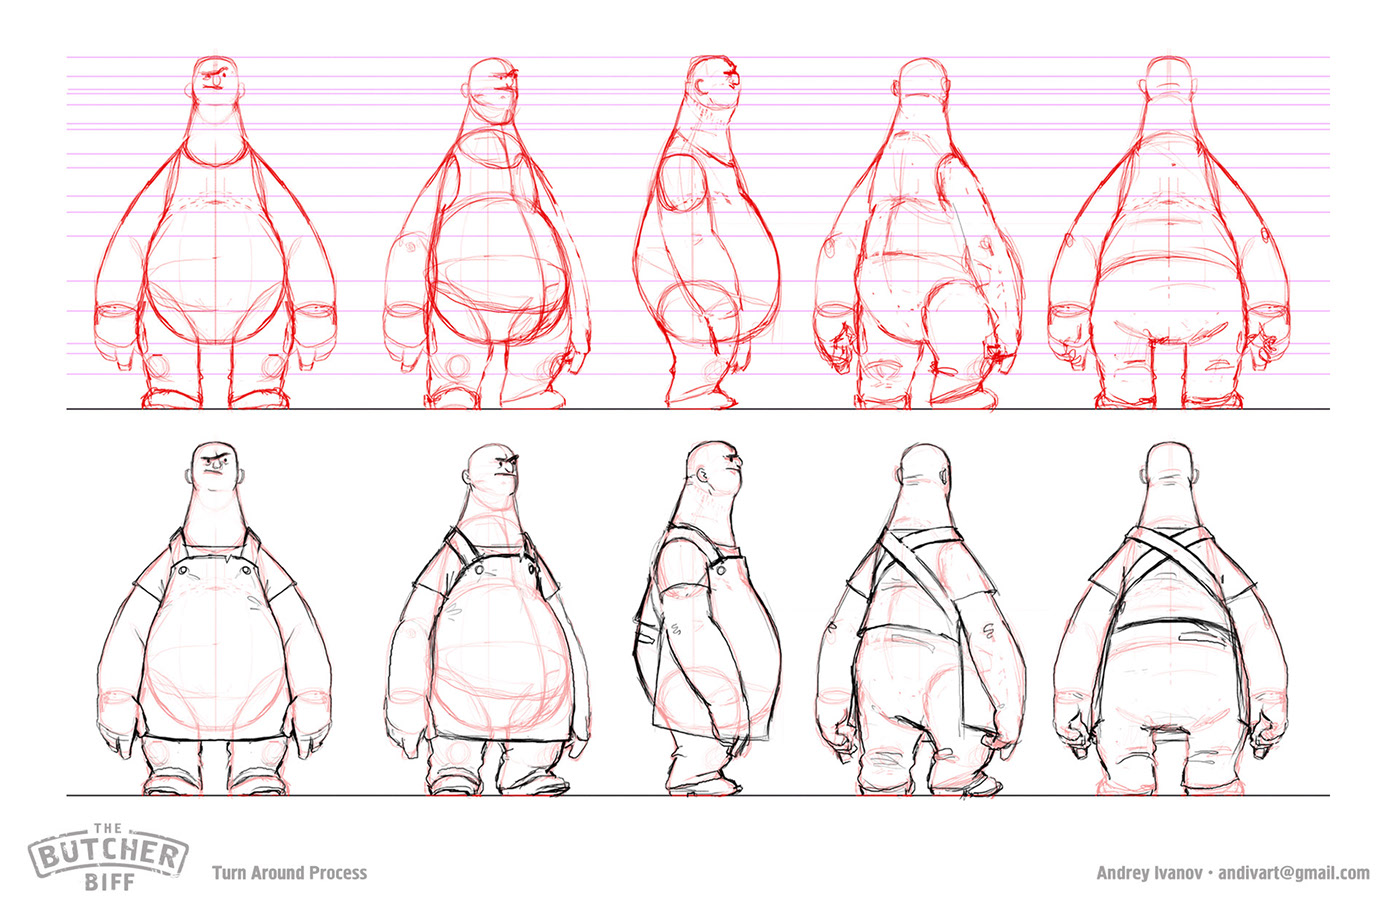 THE
BUTCHER
BIFF
Turn Around Process
Andrey Ivanov • andivart@gmail.com